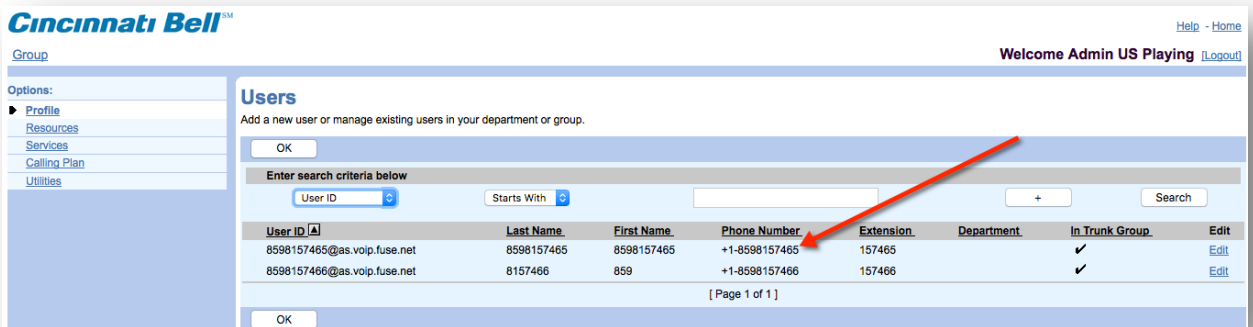 Cincinnati Bell SM
Help - Home
Group
Welcome Admin US Playing [Logout]
Options:
Profile
Resources
Services
Calling Plan
Utilities
Users
Add a new user or manage existing users in your department or group.
OK
Enter search criteria below
User ID Starts With + Search
User ID Last Name First Name Phone Number Extension Department In Trunk Group Edit
8598157465@as.voip.fuse.net 8598157465 8598157465 +1-8598157465 157465 ✔ Edit
8598157466@as.voip.fuse.net 8157466 859 +1-8598157466 157466 ✔ Edit
[ Page 1 of 1 ]
OK